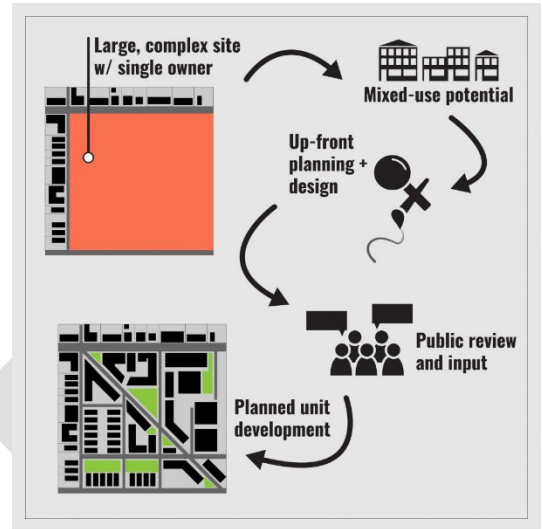 Large, complex site
w/ single owner
Mixed-use potential
Up-front
planning +
design
Public review
and input
Planned unit
development